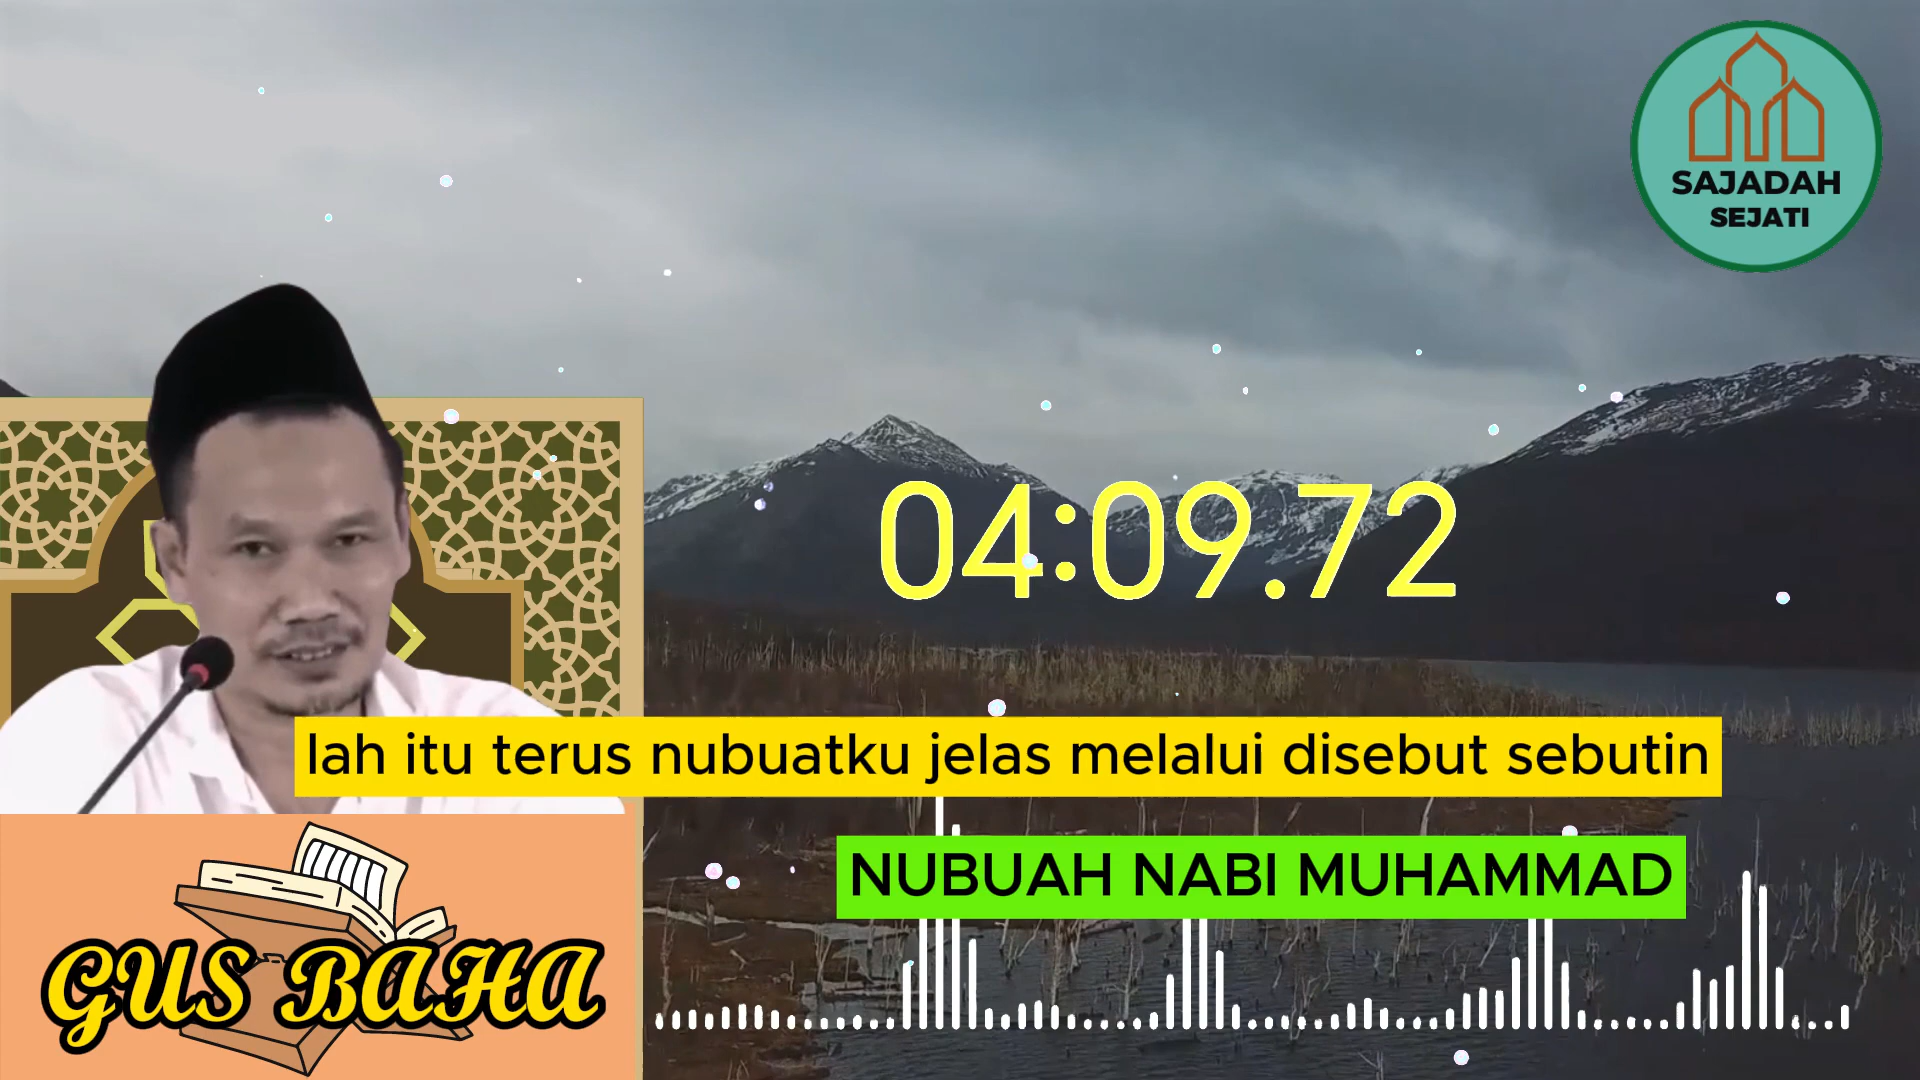 SAJADAH
SEJATI
04:09.72
lah itu terus nubuatku jelas melalui disebut sebutin
NUBUAH NABI MUHAMMAD
GUS BAHA